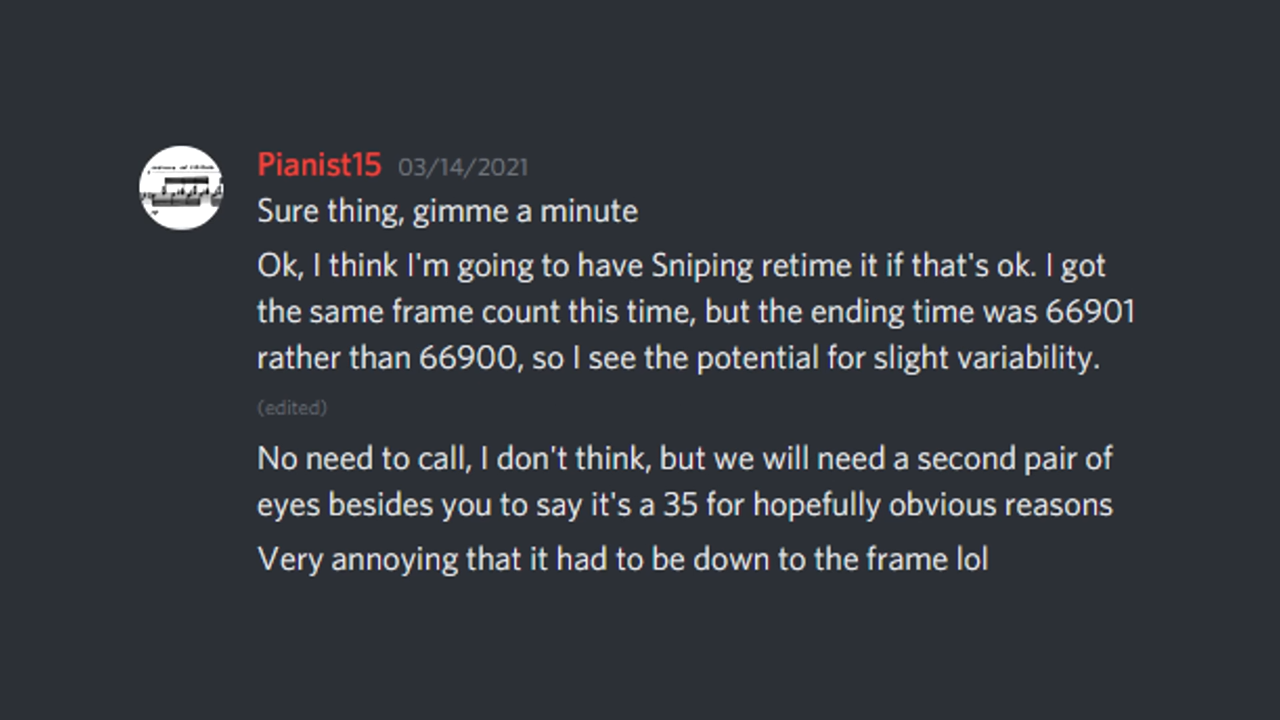 Pianist15 03/14/2021
Sure thing, gimme a minute
Ok, I think I'm going to have Sniping retime it if that's ok. I got
the same frame count this time, but the ending time was 66901
rather than 66900, so I see the potential for slight variability.
(edited)
No need to call, I don't think, but we will need a second pair of
eyes besides you to say it's a 35 for hopefully obvious reasons
Very annoying that it had to be down to the frame lol